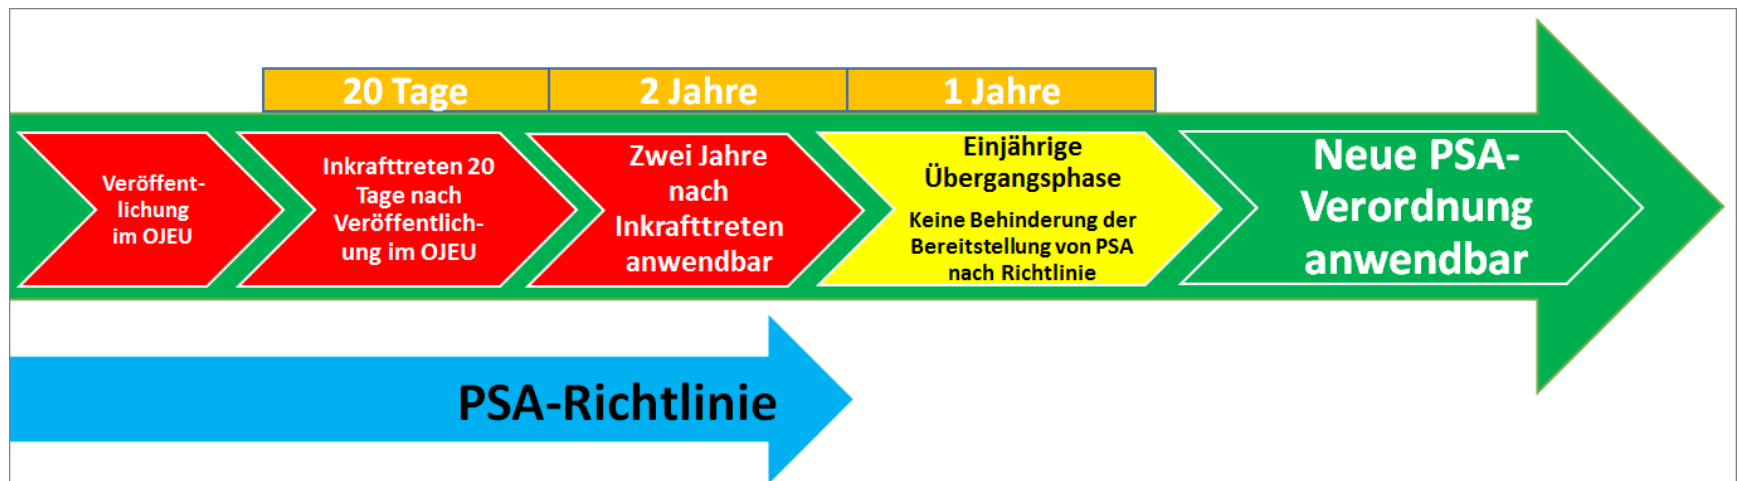 20 Tage
2 Jahre
1 Jahre
Veröffent-
lichung
im OJEU
Inkrafttreten 20
Tage nach
Veröffentlich-
ung im OJEU
Zwei Jahre
nach
Inkrafttreten
anwendbar
Einjährige
Übergangsphase
Keine Behinderung der
Bereitstellung von PSA
nach Richtlinie
Neue PSA-
Verordnung
anwendbar
PSA-Richtlinie